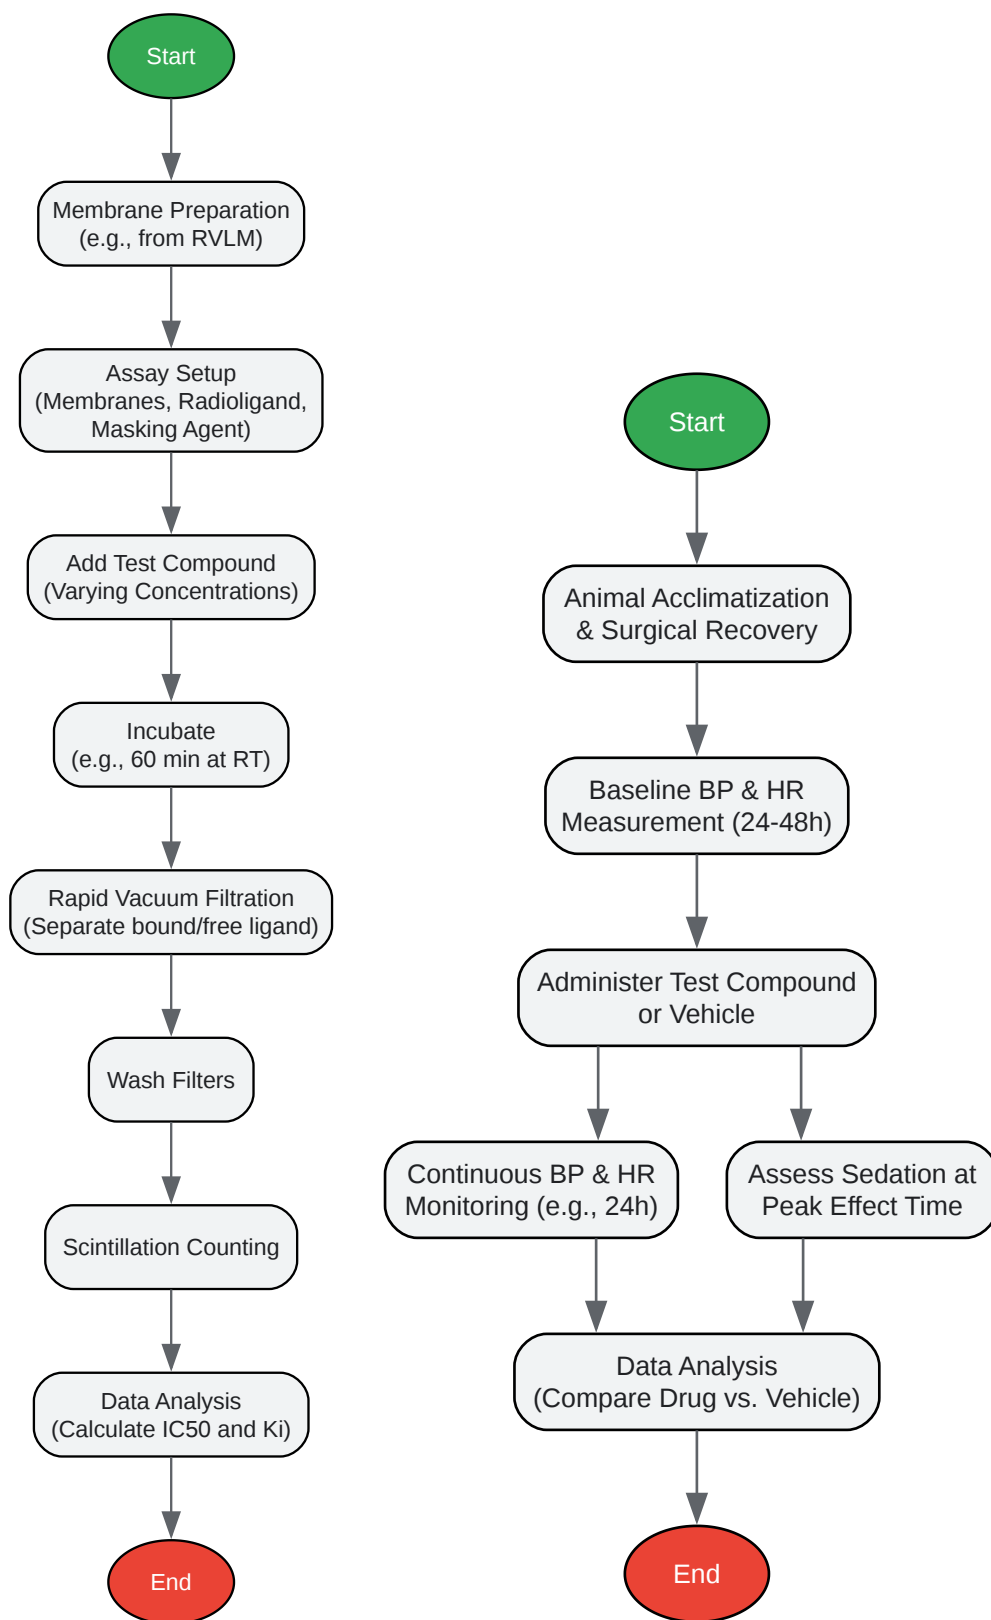 Start
Membrane Preparation
(e.g., from RVLM)
Assay Setup
(Membranes, Radioligand,
Masking Agent)
Add Test Compound
(Varying Concentrations)
Incubate
(e.g., 60 min at RT)
Rapid Vacuum Filtration
(Separate bound/free ligand)
Wash Filters
Scintillation Counting
Data Analysis
(Calculate IC50 and Ki)
End
Start
Animal Acclimatization
& Surgical Recovery
Baseline BP & HR
Measurement (24-48h)
Administer Test Compound
or Vehicle
Continuous BP & HR
Monitoring (e.g., 24h)
Assess Sedation at
Peak Effect Time
Data Analysis
(Compare Drug vs. Vehicle)
End